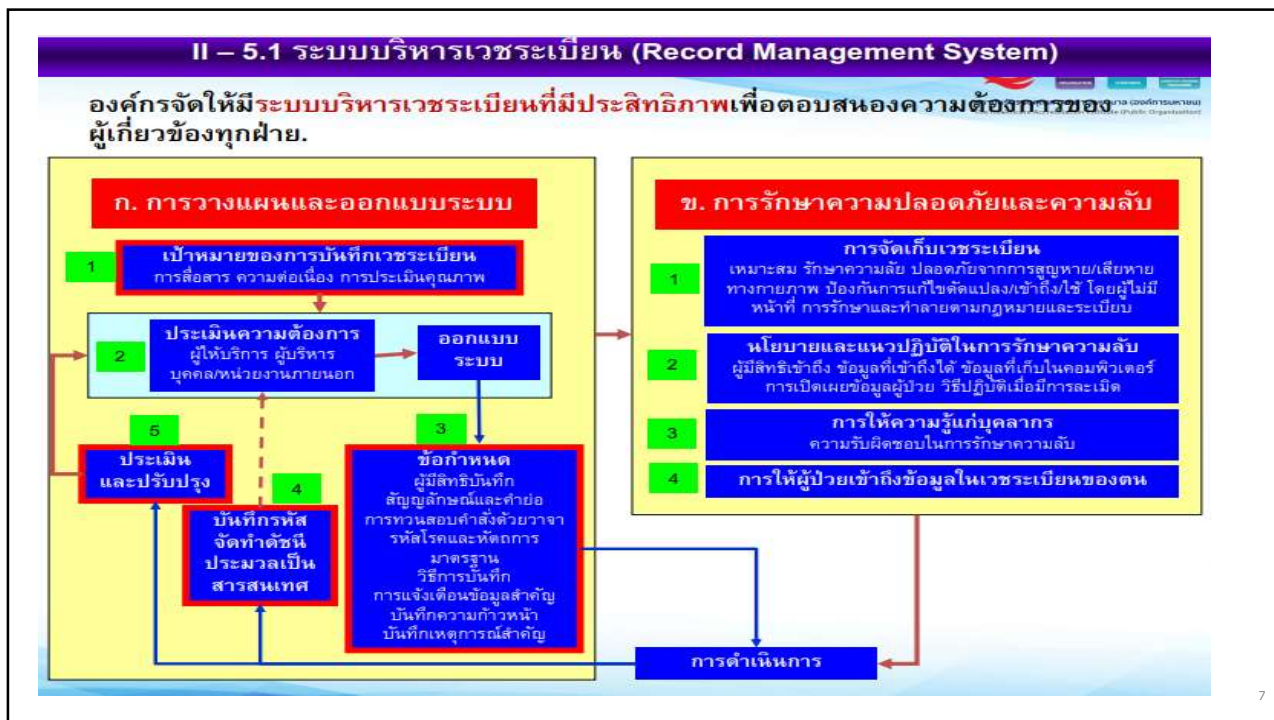 II – 5.1 ระบบบริหารเวชระเบียน (Record Management System)
องค์กรจัดให้มีระบบบริหารเวชระเบียนที่มีประสิทธิภาพเพื่อตอบสนองความต้องการของ
ผู้เกี่ยวข้องทุกฝ่าย.
ก. การวางแผนและออกแบบระบบ
1
เป้าหมายของการบันทึกเวชระเบียน
การสื่อสาร ความต่อเนื่อง การประเมินคุณภาพ
2
ประเมินความต้องการ
ผู้ให้บริการ ผู้บริหาร
บุคคล/หน่วยงานภายนอก
ออกแบบ
ระบบ
3
ข้อกำหนด
ผู้มีสิทธิบันทึก
สัญญลักษณ์และคำย่อ
การทวนสอบคำสั่งด้วยวาจา
รหัสโรคและหัตถการ
มาตรฐาน
วิธีการบันทึก
การแจ้งเตือนข้อมูลสำคัญ
บันทึกความก้าวหน้า
บันทึกเหตุการณ์สำคัญ
4
บันทึกรหัส
จัดทำดัชนี
ประมวลเป็น
สารสนเทศ
5
ประเมิน
และปรับปรุง
ข. การรักษาความปลอดภัยและความลับ
1
การจัดเก็บเวชระเบียน
เหมาะสม รักษาความลัย ปลอดภัยจากการสูญหาย/เสียหาย
ทางกายภาพ ป้องกันการแก้ไขดัดแปลง/เข้าถึง/ใช้ โดยผู้ไม่มี
หน้าที่ การรักษาและทำลายตามกฎหมายและระเบียบ
2
นโยบายและแนวปฏิบัติในการรักษาความลับ
ผู้มีสิทธิเข้าถึง ข้อมูลที่เข้าถึงได้ ข้อมูลที่เก็บในคอมพิวเตอร์
การเปิดเผยข้อมูลผู้ป่วย วิธีปฏิบัติเมื่อมีการละเมิด
3
การให้ความรู้แก่บุคลากร
ความรับผิดชอบในการรักษาความลับ
4
การให้ผู้ป่วยเข้าถึงข้อมูลในเวชระเบียนของตน
การดำเนินการ
7